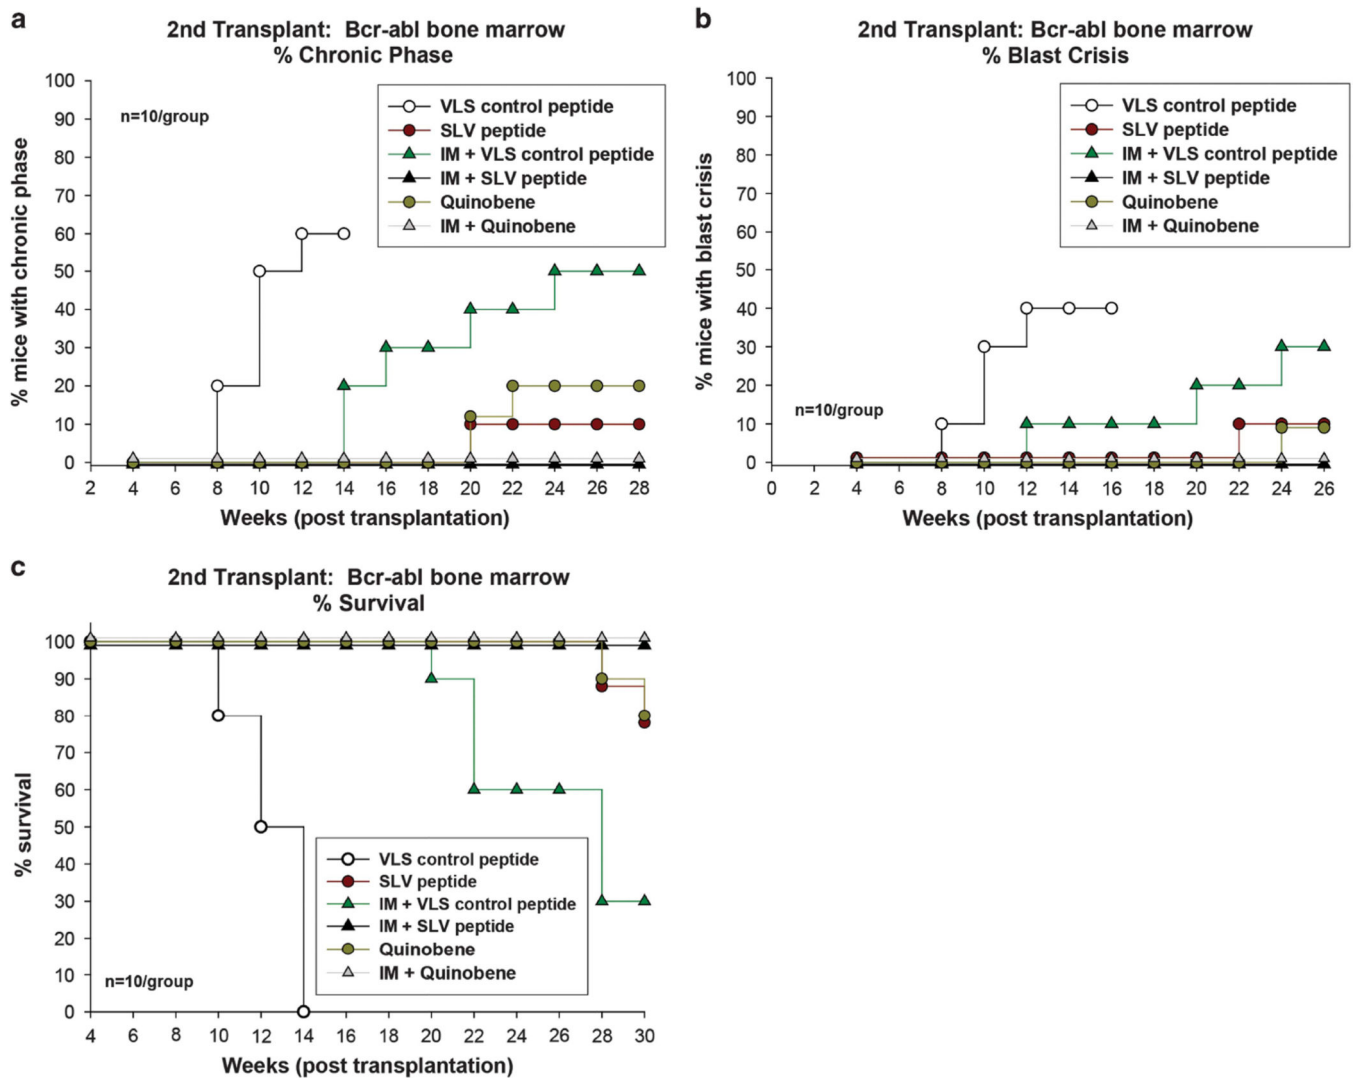 a
2nd Transplant: Bcr-abl bone marrow
% Chronic Phase
% mice with chronic phase
100
90
80
70
60
50
40
30
20
10
0
n=10/group
VLS control peptide
SLV peptide
IM + VLS control peptide
IM + SLV peptide
Quinobene
IM + Quinobene
2 4 6 8 10 12 14 16 18 20 22 24 26 28
Weeks (post transplantation)
b
2nd Transplant: Bcr-abl bone marrow
% Blast Crisis
% mice with blast crisis
100
90
80
70
60
50
40
30
20
10
0
n=10/group
VLS control peptide
SLV peptide
IM + VLS control peptide
IM + SLV peptide
Quinobene
IM + Quinobene
0 2 4 6 8 10 12 14 16 18 20 22 24 26
Weeks (post transplantation)
c
2nd Transplant: Bcr-abl bone marrow
% Survival
% survival
100
90
80
70
60
50
40
30
20
10
0
VLS control peptide
SLV peptide
IM + VLS control peptide
IM + SLV peptide
Quinobene
IM + Quinobene
n=10/group
4 6 8 10 12 14 16 18 20 22 24 26 28 30
Weeks (post transplantation)